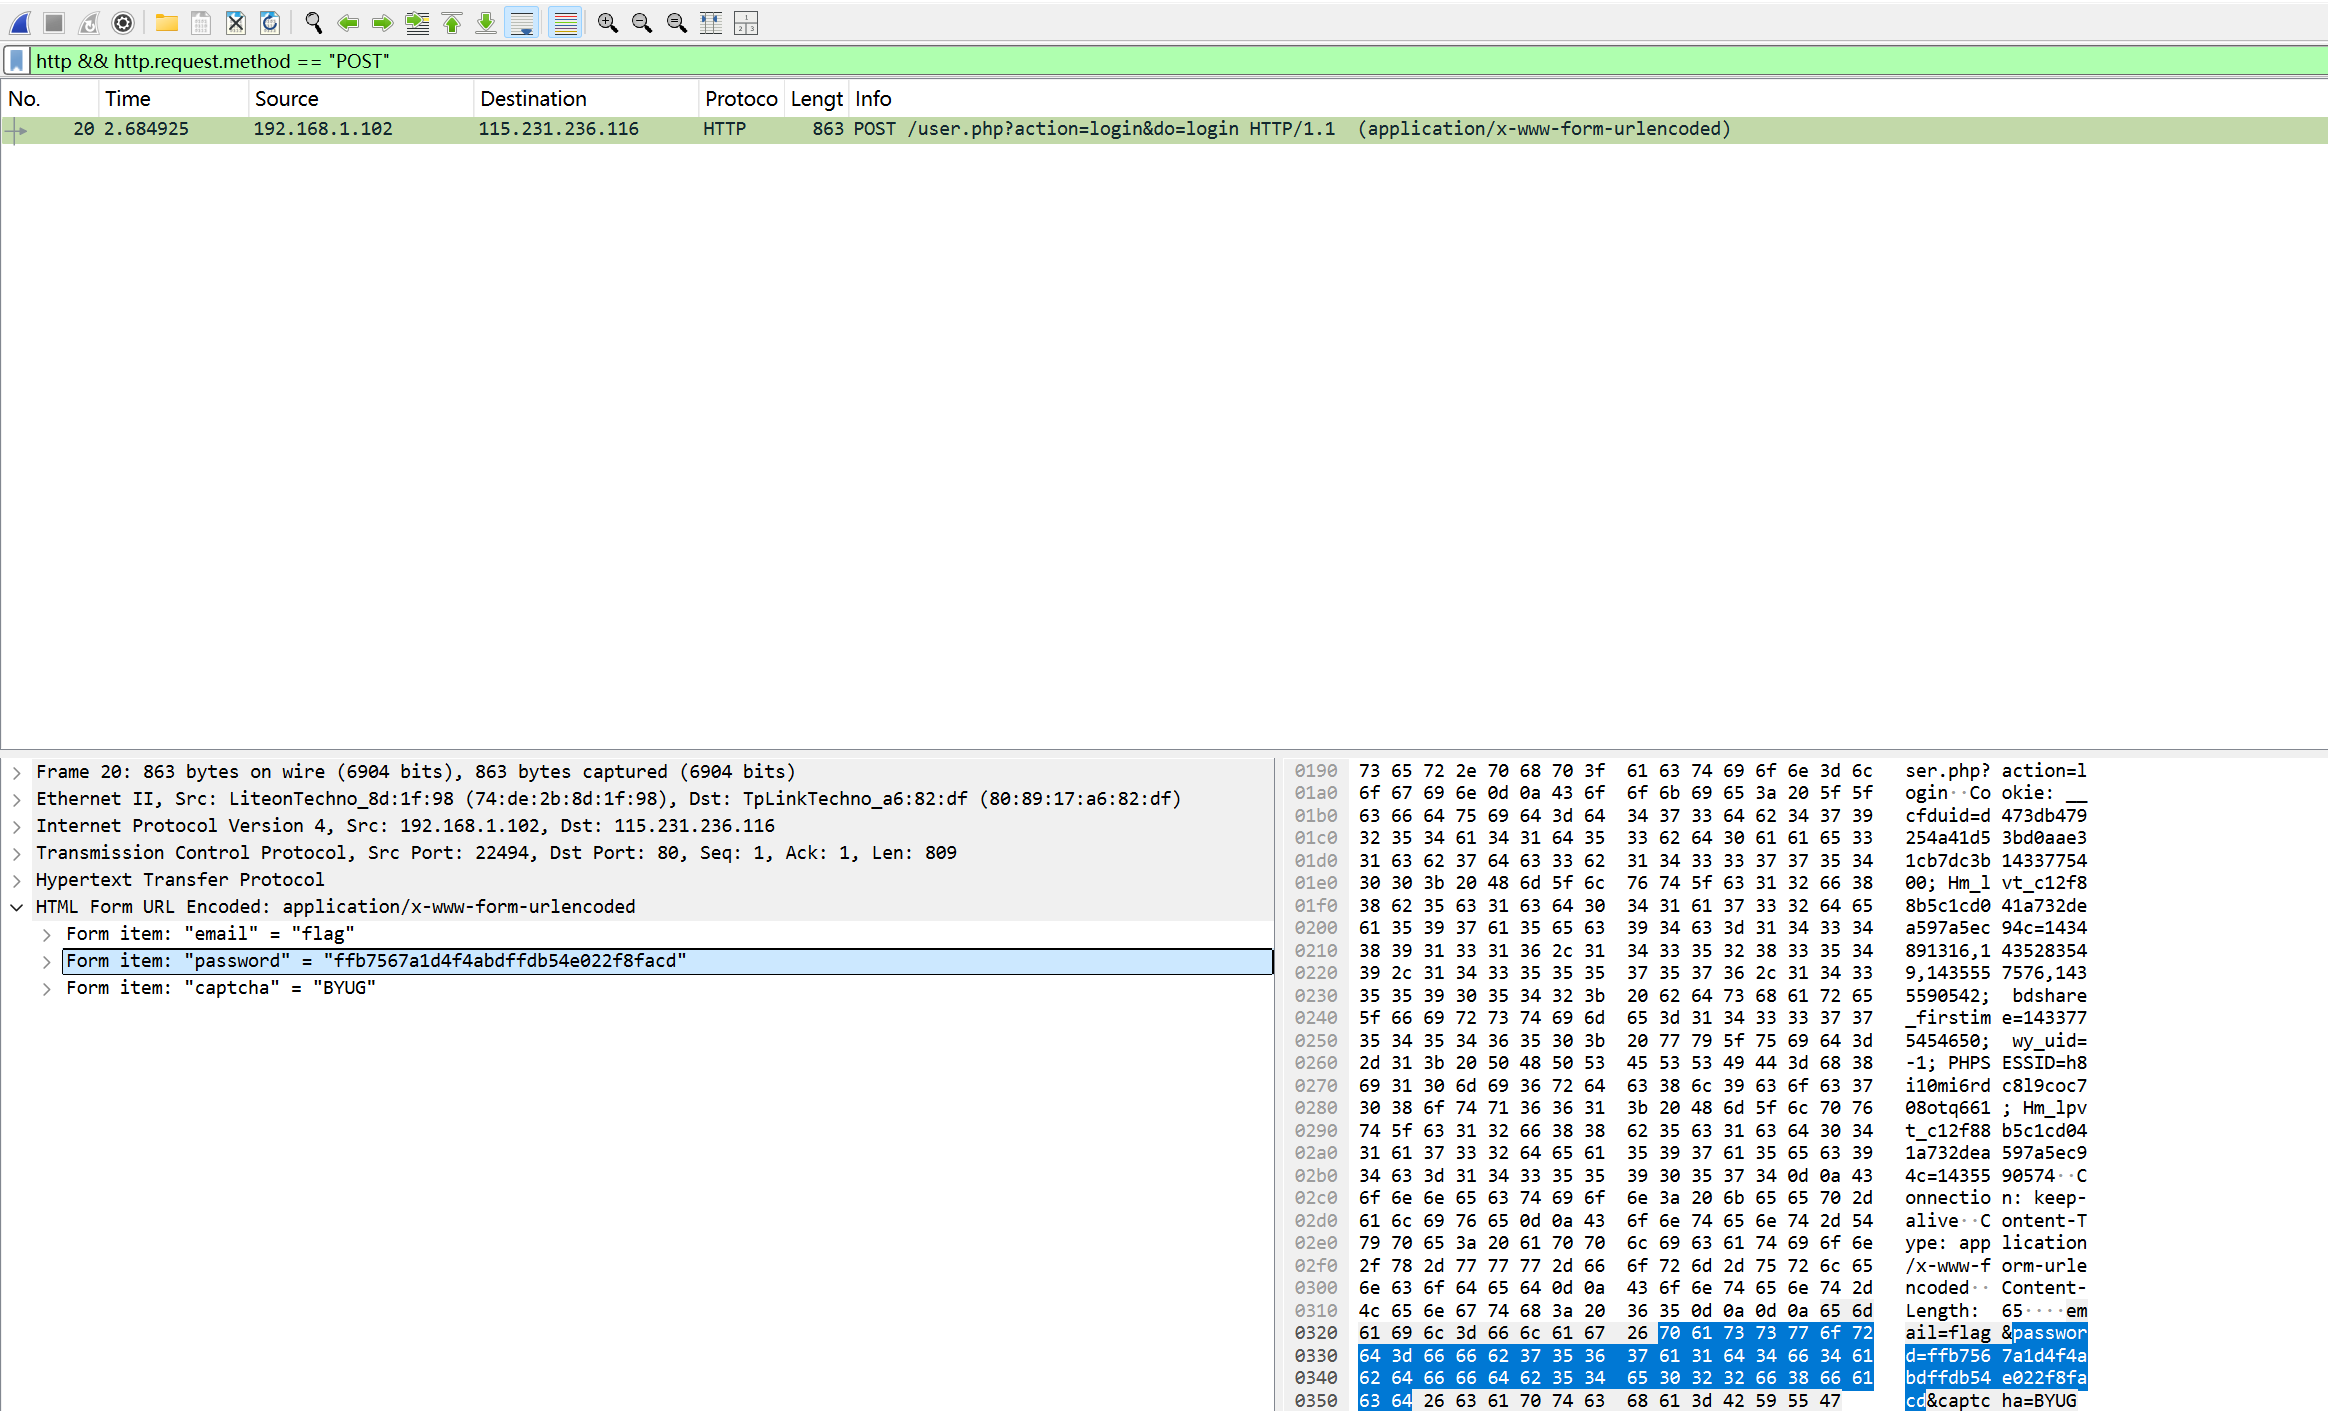 http && http.request.method == "POST"
No. Time Source Destination Protoco Lengt Info
20 2.684925 192.168.1.102 115.231.236.116 HTTP 863 POST /user.php?action=login&do=login HTTP/1.1 (application/x-www-form-urlencoded)
Frame 20: 863 bytes on wire (6904 bits), 863 bytes captured (6904 bits)
Ethernet II, Src: LiteonTechno_8d:1f:98 (74:de:2b:8d:1f:98), Dst: TpLinkTechno_a6:82:df (80:89:17:a6:82:df)
Internet Protocol Version 4, Src: 192.168.1.102, Dst: 115.231.236.116
Transmission Control Protocol, Src Port: 22494, Dst Port: 80, Seq: 1, Ack: 1, Len: 809
Hypertext Transfer Protocol
HTML Form URL Encoded: application/x-www-form-urlencoded
Form item: "email" = "flag"
Form item: "password" = "ffb7567a1d4f4abdffdb54e022f8facd"
Form item: "captcha" = "BYUG"
0190 73 65 72 2e 70 68 70 3f 61 63 74 69 6f 6e 3d 6c ser.php? action=l
01a0 6f 67 69 6e 0d 0a 43 6f 6f 6b 69 65 3a 20 5f 5f ogin··Co okie: __
01b0 63 66 64 75 69 64 3d 64 34 37 33 64 62 34 37 39 cfduid=d 473db479
01c0 32 35 34 61 34 31 64 35 33 62 64 30 61 61 65 33 254a41d5 3bd0aae3
01d0 31 63 62 37 64 63 33 62 31 34 33 33 37 37 35 34 1cb7dc3b 14337754
01e0 30 30 3b 20 48 6d 5f 6c 76 74 5f 63 31 32 66 38 00; Hm_l vt_c12f8
01f0 38 62 35 63 31 63 64 30 34 31 61 37 33 32 64 65 8b5c1cd0 41a732de
0200 61 35 39 37 61 35 65 63 39 34 63 3d 31 34 33 34 a597a5ec 94c=1434
0210 38 39 31 33 31 36 2c 31 34 33 35 32 38 33 35 34 891316,1 43528354
0220 39 2c 31 34 33 35 35 35 37 35 37 36 2c 31 34 33 9,143555 7576,143
0230 35 35 39 30 35 34 32 3b 20 62 64 73 68 61 72 65 5590542; bdshare
0240 5f 66 69 72 73 74 69 6d 65 3d 31 34 33 33 37 37 _firstim e=143377
0250 35 34 35 34 36 35 30 3b 20 77 79 5f 75 69 64 3d 5454650; wy_uid=
0260 2d 31 3b 20 50 48 50 53 45 53 53 49 44 3d 68 38 -1; PHPS ESSID=h8
0270 69 31 30 6d 69 36 72 64 63 38 6c 39 63 6f 63 37 i10mi6rd c8l9coc7
0280 30 38 6f 74 71 36 36 31 3b 20 48 6d 5f 6c 70 76 08otq661 ; Hm_lpv
0290 74 5f 63 31 32 66 38 38 62 35 63 31 63 64 30 34 t_c12f88 b5c1cd04
02a0 31 61 37 33 32 64 65 61 35 39 37 61 35 65 63 39 1a732dea 597a5ec9
02b0 34 63 3d 31 34 33 35 35 39 30 35 37 34 0d 0a 43 4c=14355 90574··C
02c0 6f 6e 6e 65 63 74 69 6f 6e 3a 20 6b 65 65 70 2d onnectio n: keep-
02d0 61 6c 69 76 65 0d 0a 43 6f 6e 74 65 6e 74 2d 54 alive··C ontent-T
02e0 79 70 65 3a 20 61 70 70 6c 69 63 61 74 69 6f 6e ype: app lication
02f0 2f 78 2d 77 77 77 2d 66 6f 72 6d 2d 75 72 6c 65 /x-www-f orm-urle
0300 6e 63 6f 64 65 64 0d 0a 43 6f 6e 74 65 6e 74 2d ncoded·· Content-
0310 4c 65 6e 67 74 68 3a 20 36 35 0d 0a 0d 0a 65 6d Length: 65····em
0320 61 69 6c 3d 66 6c 61 67 26 70 61 73 73 77 6f 72 ail=flag &passwor
0330 64 3d 66 66 62 37 35 36 37 61 31 64 34 66 34 61 d=ffb756 7a1d4f4a
0340 62 64 66 66 64 62 35 34 65 30 32 32 66 38 66 61 bdffdb54 e022f8fa
0350 63 64 26 63 61 70 74 63 68 61 3d 42 59 55 47 cd&captc ha=BYUG